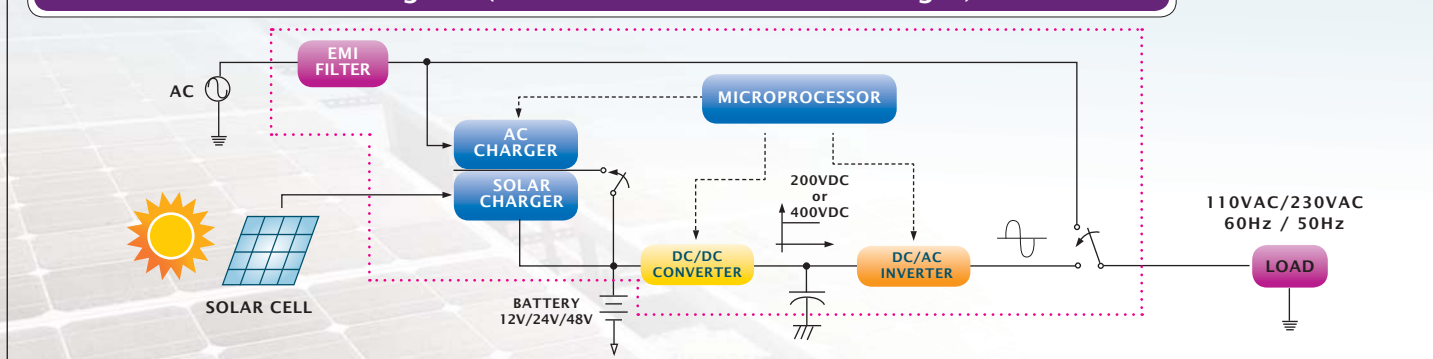 EMI
FILTER
AC
MICROPROCESSOR
AC
CHARGER
SOLAR
CHARGER
200VDC
or
400VDC
110VAC/230VAC
60Hz / 50Hz
DC/DC
CONVERTER
DC/AC
INVERTER
LOAD
SOLAR CELL
BATTERY
12V/24V/48V